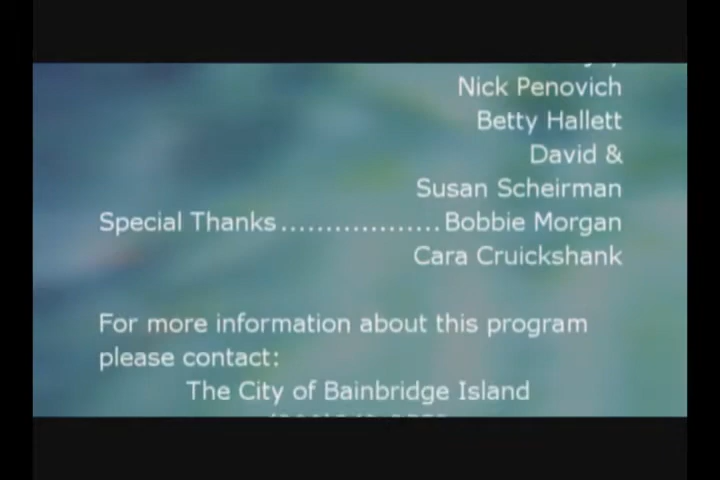 Nick Penovich
Betty Hallett
David &
Susan Scheirman
Special Thanks..................Bobbie Morgan
Cara Cruickshank
For more information about this program
please contact:
The City of Bainbridge Island